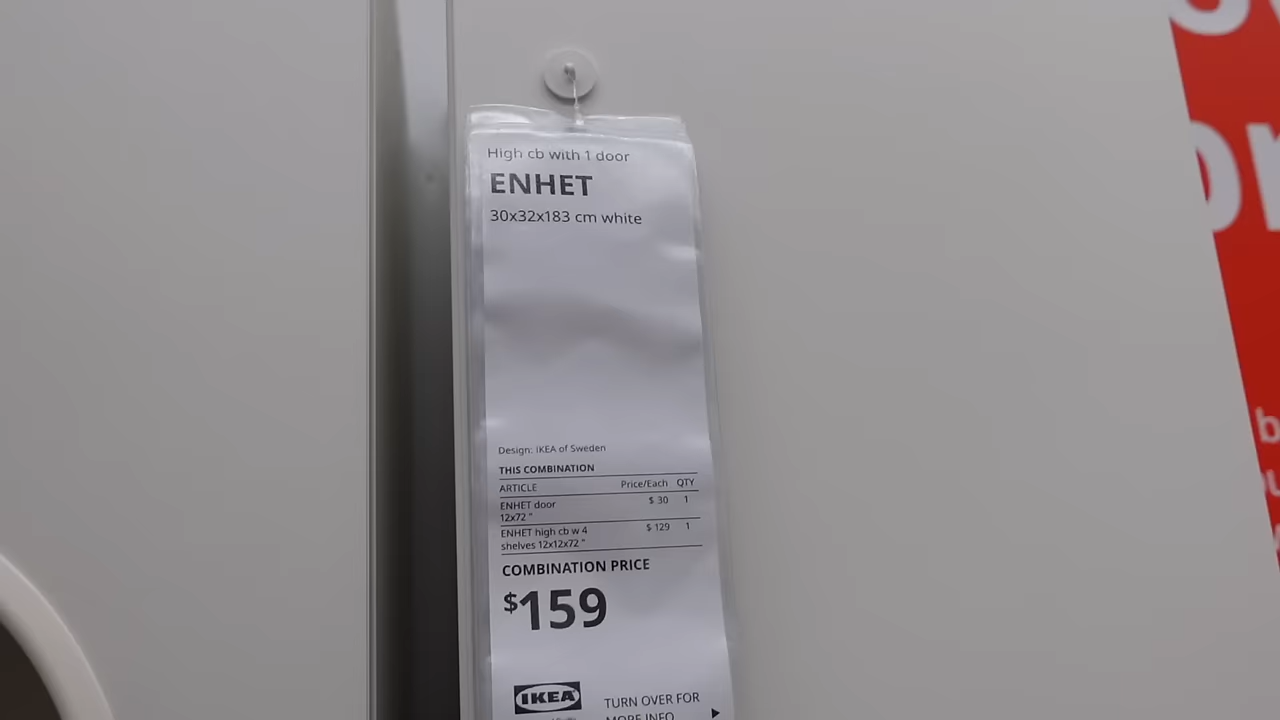 High cb with 1 door
ENHET
30x32x183 cm white
Design: IKEA of Sweden
THIS COMBINATION
ARTICLE Price/Each QTY
ENHET door $ 30 1
12x72 "
ENHET high cb w 4 $ 129 1
shelves 12x12x72 "
COMBINATION PRICE
$159
IKEA
TURN OVER FOR
MORE INFO